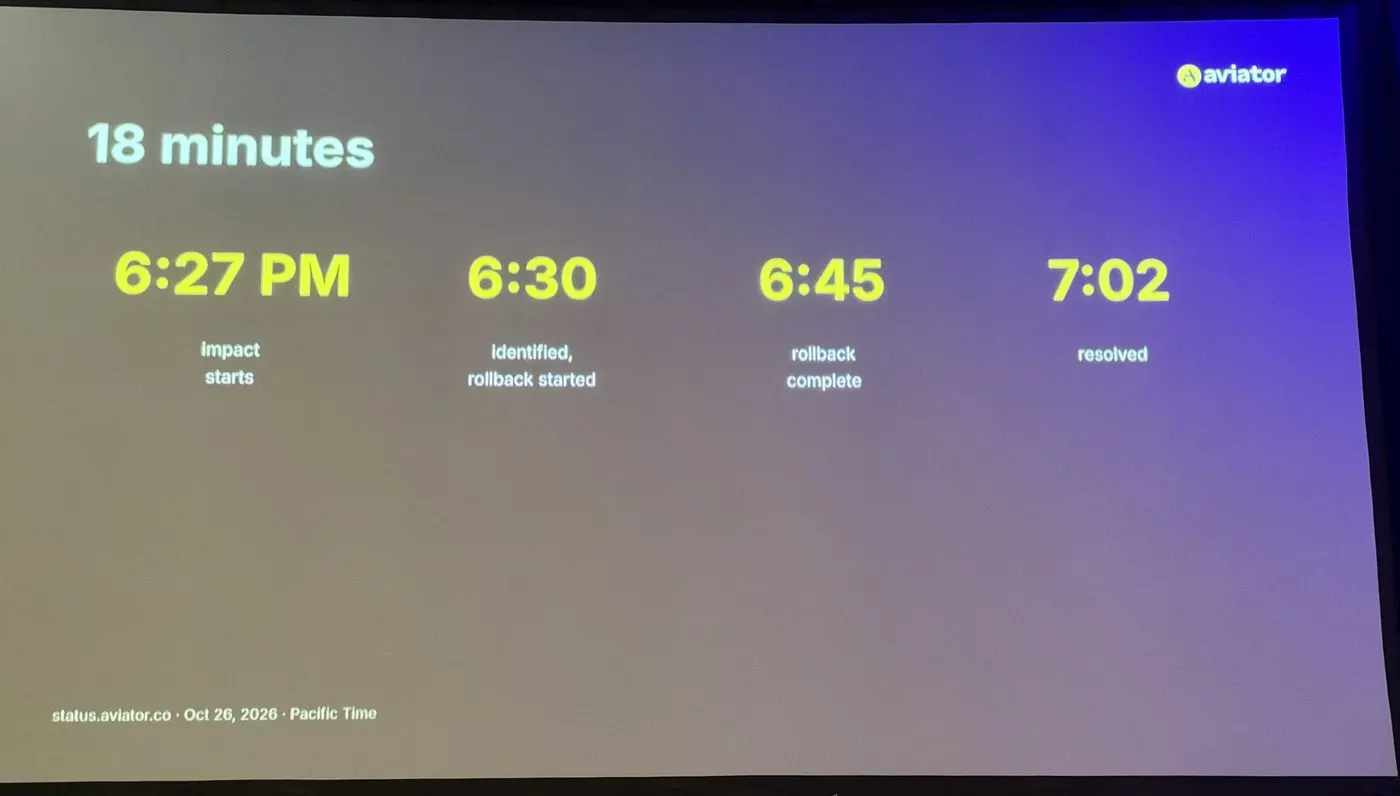 aviator
18 minutes
6:27 PM
6:30
6:45
7:02
impact
starts
identified,
rollback started
rollback
complete
resolved
status.aviator.co · Oct 26, 2026 · Pacific Time